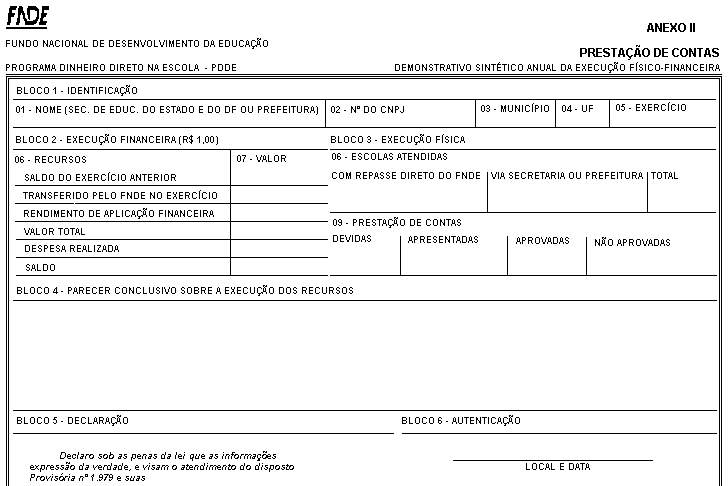 FNDE
ANEXO II
FUNDO NACIONAL DE DESENVOLVIMENTO DA EDUCAÇÃO
PRESTAÇÃO DE CONTAS
PROGRAMA DINHEIRO DIRETO NA ESCOLA - PDDE
DEMONSTRATIVO SINTÉTICO ANUAL DA EXECUÇÃO FÍSICO-FINANCEIRA
BLOCO 1 - IDENTIFICAÇÃO
01 - NOME (SEC. DE EDUC. DO ESTADO E DO DF OU PREFEITURA)
02 - Nº DO CNPJ
03 - MUNICÍPIO
04 - UF
05 - EXERCÍCIO
BLOCO 2 - EXECUÇÃO FINANCEIRA (R$ 1,00)
06 - RECURSOS
07 - VALOR
SALDO DO EXERCÍCIO ANTERIOR
TRANSFERIDO PELO FNDE NO EXERCÍCIO
RENDIMENTO DE APLICAÇÃO FINANCEIRA
VALOR TOTAL
DESPESA REALIZADA
SALDO
BLOCO 3 - EXECUÇÃO FÍSICA
06 - ESCOLAS ATENDIDAS
COM REPASSE DIRETO DO FNDE
VIA SECRETARIA OU PREFEITURA
TOTAL
09 - PRESTAÇÃO DE CONTAS
DEVIDAS
APRESENTADAS
APROVADAS
NÃO APROVADAS
BLOCO 4 - PARECER CONCLUSIVO SOBRE A EXECUÇÃO DOS RECURSOS
BLOCO 5 - DECLARAÇÃO
Declaro sob as penas da lei que as informações
expressão da verdade, e visam o atendimento do disposto
Provisória nº 1.979 e suas
BLOCO 6 - AUTENTICAÇÃO
LOCAL E DATA